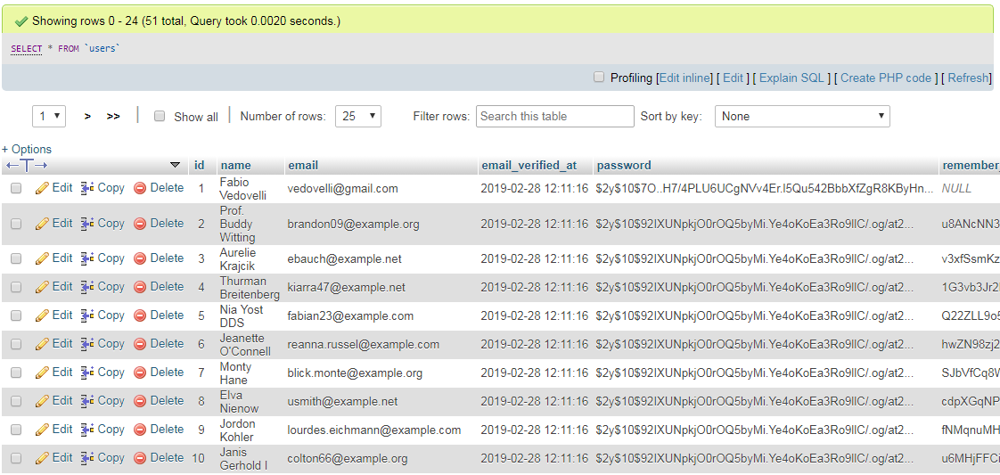 Showing rows 0 - 24 (51 total, Query took 0.0020 seconds.)
SELECT * FROM `users`
Profiling [Edit inline] [ Edit ] [ Explain SQL ] [ Create PHP code ] [ Refresh]
1 > >> Show all Number of rows: 25 Filter rows: Search this table Sort by key: None
+ Options
id name email email_verified_at password remember_
Edit Copy Delete 1 Fabio Vedovelli vedovelli@gmail.com 2019-02-28 12:11:16 $2y$10$7O..H7/4PLU6UCgNVv4Er.l5Qu542BbbXfZgR8KByHn... NULL
Edit Copy Delete 2 Prof. Buddy Witting brandon09@example.org 2019-02-28 12:11:16 $2y$10$92IXUNpkjO0rOQ5byMi.Ye4oKoEa3Ro9llC/.og/at2... u8ANcNN3
Edit Copy Delete 3 Aurelie Krajcik ebauch@example.net 2019-02-28 12:11:16 $2y$10$92IXUNpkjO0rOQ5byMi.Ye4oKoEa3Ro9llC/.og/at2... v3xfSsmKz
Edit Copy Delete 4 Thurman Breitenberg kiarra47@example.net 2019-02-28 12:11:16 $2y$10$92IXUNpkjO0rOQ5byMi.Ye4oKoEa3Ro9llC/.og/at2... 1G3vb3Jr2
Edit Copy Delete 5 Nia Yost DDS fabian23@example.com 2019-02-28 12:11:16 $2y$10$92IXUNpkjO0rOQ5byMi.Ye4oKoEa3Ro9llC/.og/at2... Q22ZLL9o5
Edit Copy Delete 6 Jeanette O'Connell reanna.russel@example.com 2019-02-28 12:11:16 $2y$10$92IXUNpkjO0rOQ5byMi.Ye4oKoEa3Ro9llC/.og/at2... hwZN98zj2
Edit Copy Delete 7 Monty Hane blick.monte@example.org 2019-02-28 12:11:16 $2y$10$92IXUNpkjO0rOQ5byMi.Ye4oKoEa3Ro9llC/.og/at2... SJbVfCq8W
Edit Copy Delete 8 Elva Nienow usmith@example.net 2019-02-28 12:11:16 $2y$10$92IXUNpkjO0rOQ5byMi.Ye4oKoEa3Ro9llC/.og/at2... cdpXGqNP
Edit Copy Delete 9 Jordon Kohler lourdes.eichmann@example.com 2019-02-28 12:11:16 $2y$10$92IXUNpkjO0rOQ5byMi.Ye4oKoEa3Ro9llC/.og/at2... fNMqnuMH
Edit Copy Delete 10 Janis Gerhold I colton66@example.org 2019-02-28 12:11:16 $2y$10$92IXUNpkjO0rOQ5byMi.Ye4oKoEa3Ro9llC/.og/at2... u6MHjFFCi